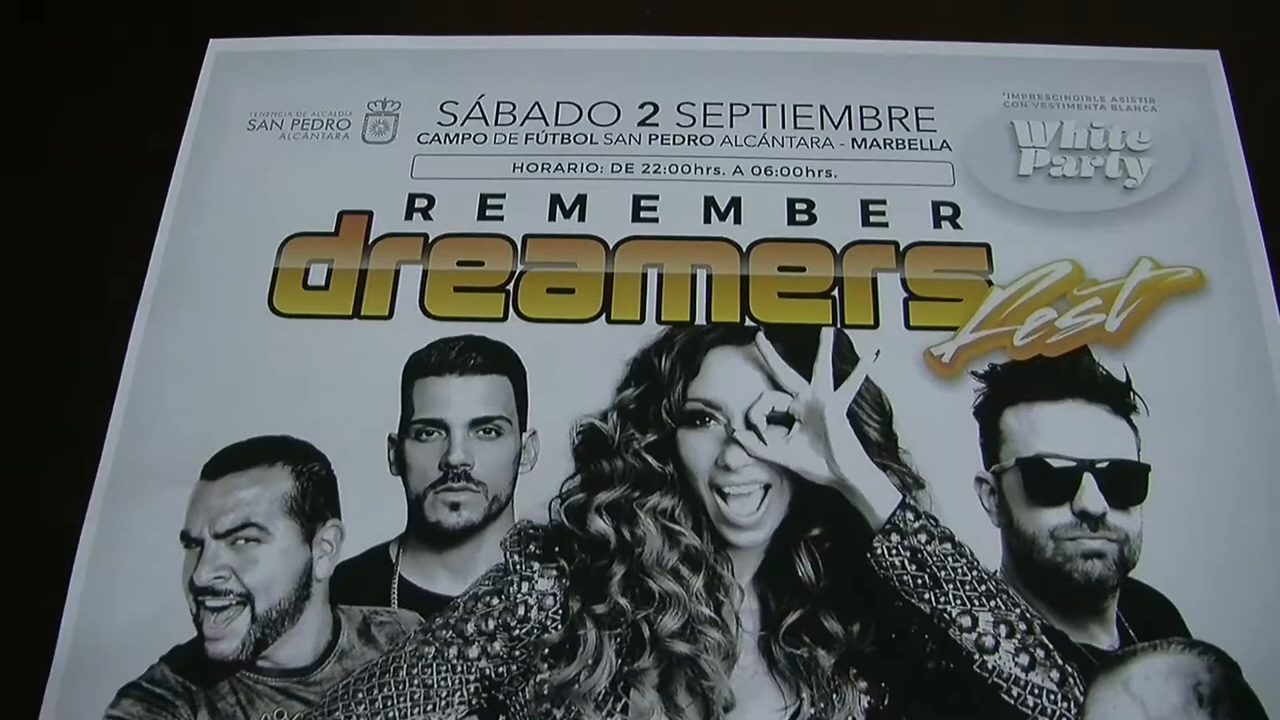 TENENCIA DE ALCALDÍA
SAN PEDRO
ALCÁNTARA
SÁBADO 2 SEPTIEMBRE
CAMPO DE FÚTBOL SAN PEDRO ALCÁNTARA - MARBELLA
HORARIO: DE 22:00hrs. A 06:00hrs.
*IMPRESCINDIBLE ASISTIR
CON VESTIMENTA BLANCA.
White
Party
REMEMBER
dreamers
Fest